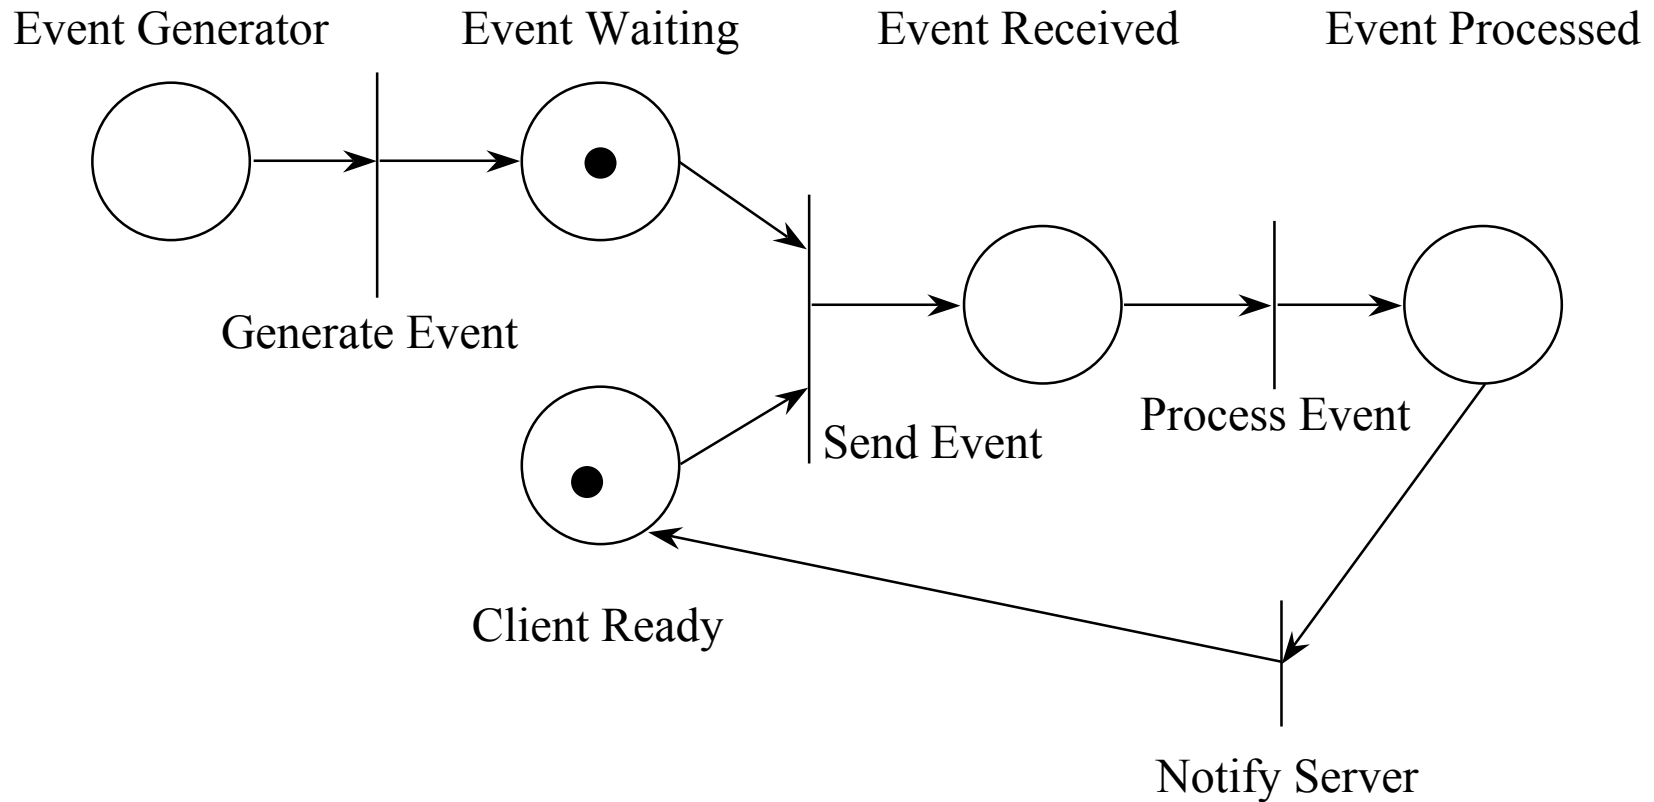 Event Generator
Event Waiting
Event Received
Event Processed
Generate Event
Process Event
Send Event
Client Ready
Notify Server